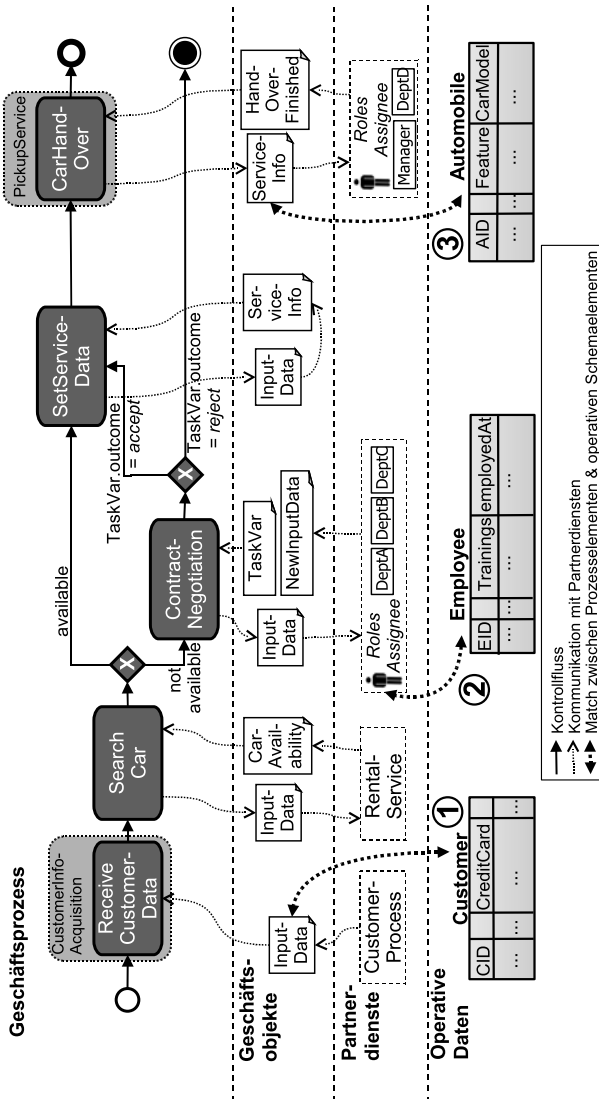 Geschäftsprozess
CustomerInfo-
Acquisition
Receive
Customer-
Data
Search
Car
available
not
available
X
Contract-
Negotiation
X
TaskVar.outcome
= accept
TaskVar.outcome
= reject
SetService-
Data
PickupService
CarHand-
Over
Geschäfts-
objekte
Input-
Data
Input-
Data
Car-
Avail-
ability
Input-
Data
TaskVar
NewInputData
Input-
Data
Ser-
vice-
Info
Service-
Info
Hand-
Over-
Finished
Partner-
dienste
Customer-
Process
Rental-
Service
Roles
Assignee
DeptA
DeptB
DeptC
Roles
Assignee
Manager
DeptD
Operative
Daten
1
Customer
CID ... CreditCard ...
... ...
2
Employee
EID ... Trainings employedAt
... ... ...
3
Automobile
AID ... Feature CarModel
... ... ...
Kontrollfluss
Kommunikation mit Partnerdiensten
Match zwischen Prozesselementen & operativen Schemaelementen